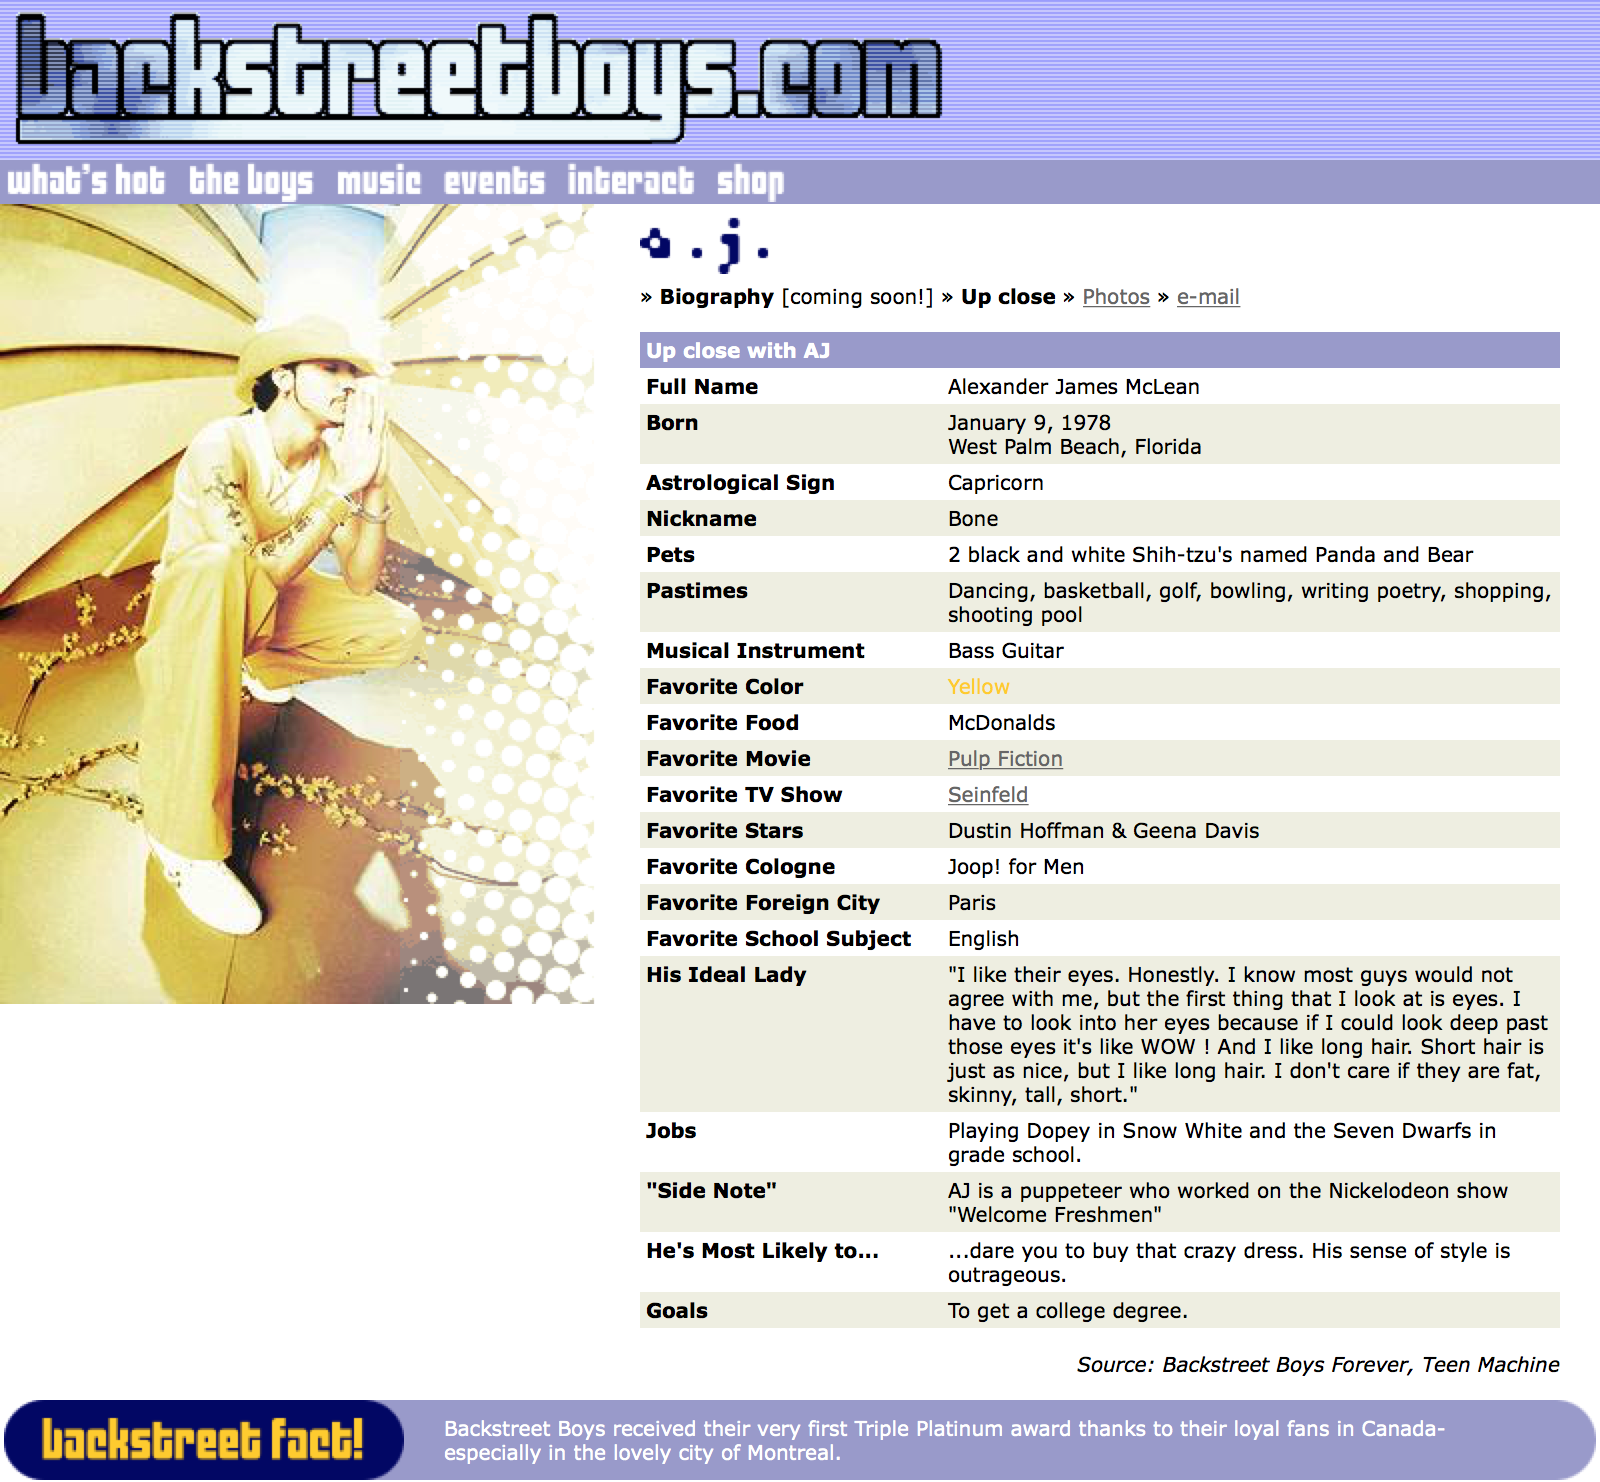 backstreetboys.com
what's hot the boys music events interact shop
a.j.
» Biography [coming soon!] » Up close » Photos » e-mail
Up close with AJ
Full Name Alexander James McLean
Born January 9, 1978
West Palm Beach, Florida
Astrological Sign Capricorn
Nickname Bone
Pets 2 black and white Shih-tzu's named Panda and Bear
Pastimes Dancing, basketball, golf, bowling, writing poetry, shopping,
shooting pool
Musical Instrument Bass Guitar
Favorite Color Yellow
Favorite Food McDonalds
Favorite Movie Pulp Fiction
Favorite TV Show Seinfeld
Favorite Stars Dustin Hoffman & Geena Davis
Favorite Cologne Joop! for Men
Favorite Foreign City Paris
Favorite School Subject English
His Ideal Lady "I like their eyes. Honestly. I know most guys would not
agree with me, but the first thing that I look at is eyes. I
have to look into her eyes because if I could look deep past
those eyes it's like WOW ! And I like long hair. Short hair is
just as nice, but I like long hair. I don't care if they are fat,
skinny, tall, short."
Jobs Playing Dopey in Snow White and the Seven Dwarfs in
grade school.
"Side Note" AJ is a puppeteer who worked on the Nickelodeon show
"Welcome Freshmen"
He's Most Likely to... ...dare you to buy that crazy dress. His sense of style is
outrageous.
Goals To get a college degree.
Source: Backstreet Boys Forever, Teen Machine
backstreet fact! Backstreet Boys received their very first Triple Platinum award thanks to their loyal fans in Canada-
especially in the lovely city of Montreal.